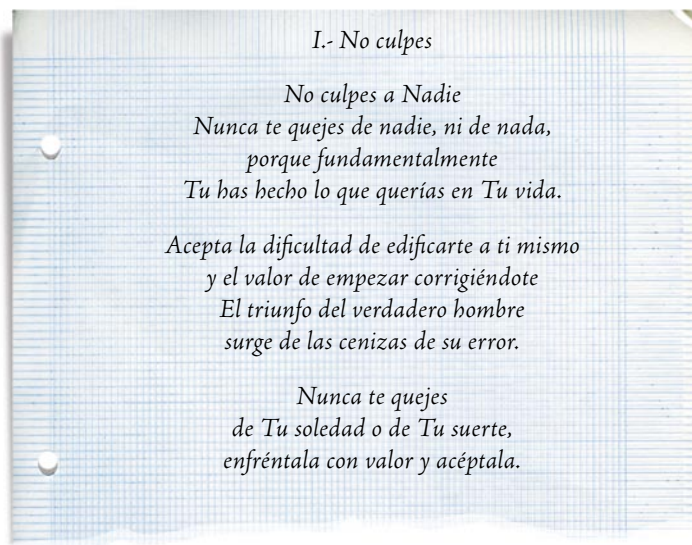 I.- No culpes
No culpes a Nadie
Nunca te quejes de nadie, ni de nada,
porque fundamentalmente
Tu has hecho lo que querías en Tu vida.
Acepta la dificultad de edificarte a ti mismo
y el valor de empezar corrigiéndote
El triunfo del verdadero hombre
surge de las cenizas de su error.
Nunca te quejes
de Tu soledad o de Tu suerte,
enfréntala con valor y acéptala.